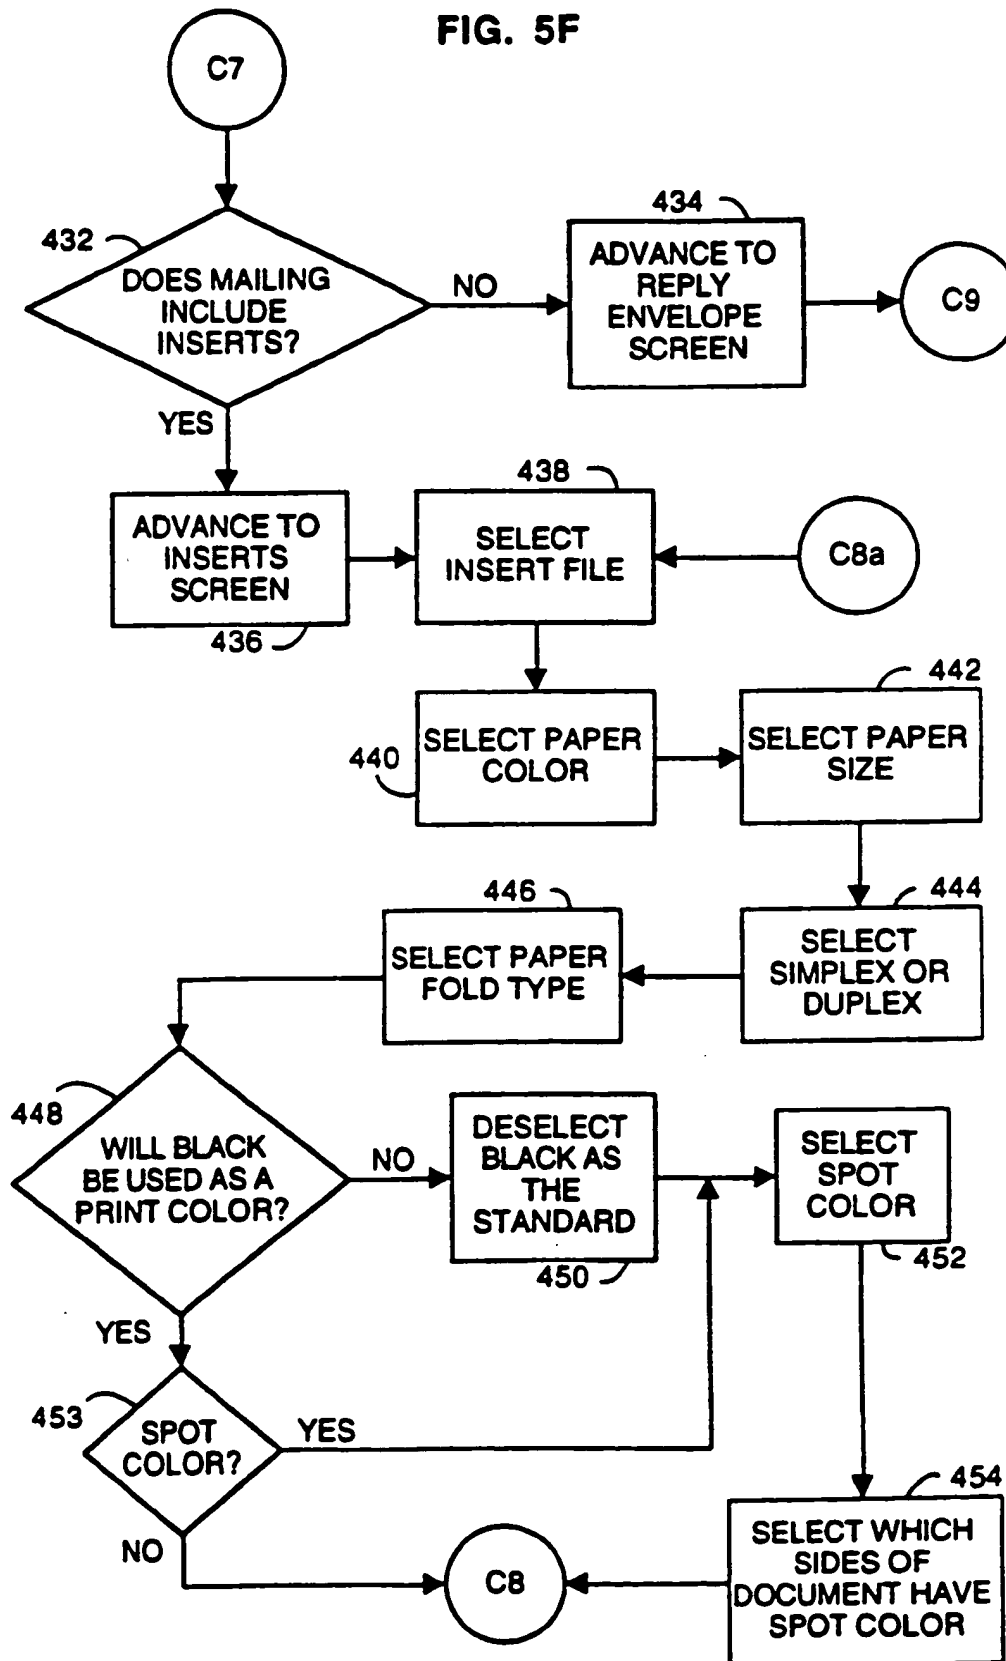 FIG. 5F
C7
432
DOES MAILING
INCLUDE
INSERTS?
NO
434
ADVANCE TO
REPLY
ENVELOPE
SCREEN
C9
YES
ADVANCE TO
INSERTS
SCREEN
436
438
SELECT
INSERT FILE
C8a
440
SELECT PAPER
COLOR
442
SELECT PAPER
SIZE
444
SELECT
SIMPLEX OR
DUPLEX
446
SELECT PAPER
FOLD TYPE
448
WILL BLACK
BE USED AS A
PRINT COLOR?
NO
DESELECT
BLACK AS
THE
STANDARD
450
SELECT
SPOT
COLOR
452
YES
453
SPOT
COLOR?
YES
NO
C8
454
SELECT WHICH
SIDES OF
DOCUMENT HAVE
SPOT COLOR